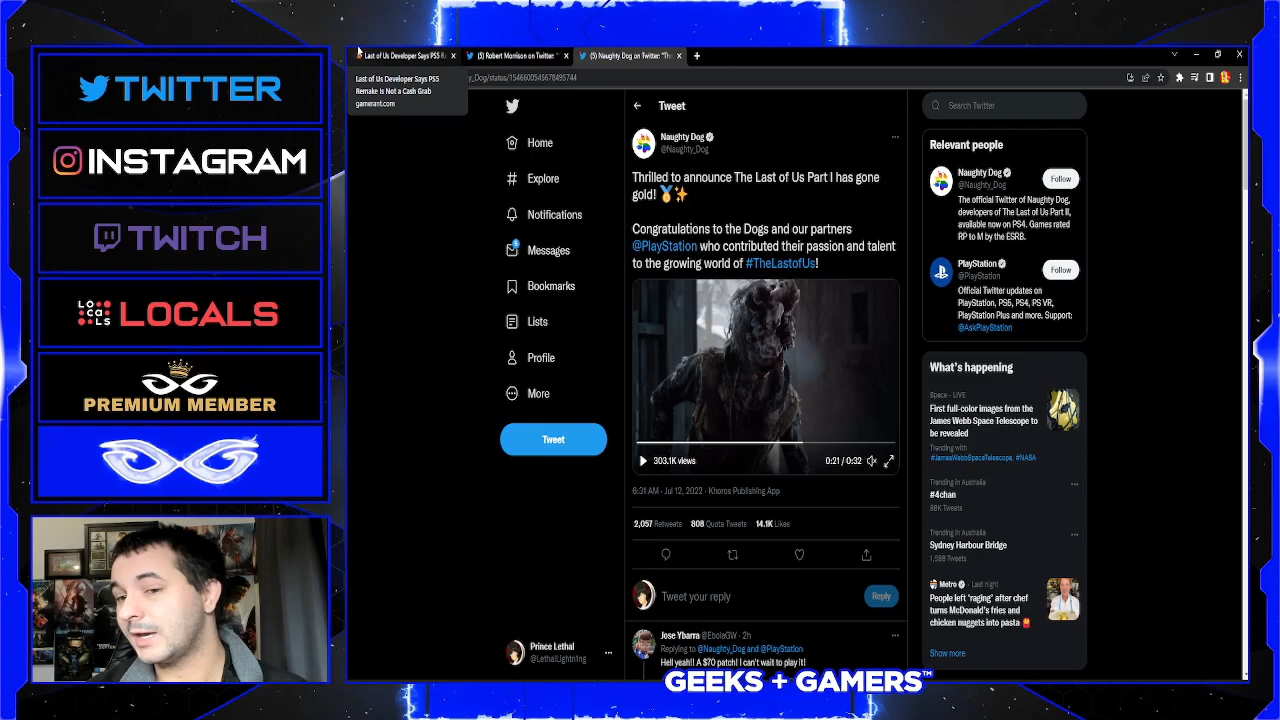 TWITTER
INSTAGRAM
TWITCH
LOCALS
LOCALS
PREMIUM MEMBER
Last of Us Developer Says PS5 R
(5) Robert Morrison on Twitter: "
(5) Naughty Dog on Twitter: "Th
Last of Us Developer Says PS5
Remake is Not a Cash Grab
gamerant.com
y_Dog/status/1546600545678495744
Home
Explore
Notifications
Messages
Bookmarks
Lists
Profile
More
Tweet
Prince Lethal
@LethalLightning
Tweet
Naughty Dog
@Naughty_Dog
Thrilled to announce The Last of Us Part I has gone
gold! 🥇✨
Congratulations to the Dogs and our partners
@PlayStation who contributed their passion and talent
to the growing world of #TheLastofUs!
303.1K views
0:21 / 0:32
6:31 AM · Jul 12, 2022 · Khoros Publishing App
2,057 Retweets 808 Quote Tweets 14.1K Likes
Tweet your reply
Reply
Jose Ybarra @EbolaGW · 2h
Replying to @Naughty_Dog and @PlayStation
Hell yeah!! A $70 patch! I can't wait to play it!
Search Twitter
Relevant people
Naughty Dog
@Naughty_Dog
Follow
The official Twitter of Naughty Dog,
developers of The Last of Us Part II,
available now on PS4. Games rated
RP to M by the ESRB.
PlayStation
@PlayStation
Follow
Official Twitter updates on
PlayStation, PS5, PS4, PS VR,
PlayStation Plus and more. Support:
@AskPlayStation
What's happening
Space · LIVE
First full-color images from the
James Webb Space Telescope to
be revealed
Trending with
#JamesWebbSpaceTelescope, #NASA
Trending in Australia
#4chan
88K Tweets
Trending in Australia
Sydney Harbour Bridge
1,588 Tweets
Metro · Last night
People left 'raging' after chef
turns McDonald's fries and
chicken nuggets into pasta 🍟
Show more
GEEKS + GAMERS™